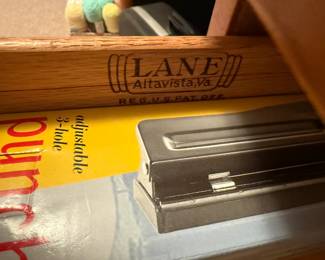 LANE
Altavista, Va.
REG. U.S. PAT. OFF.
adjustable
3-hole
punch